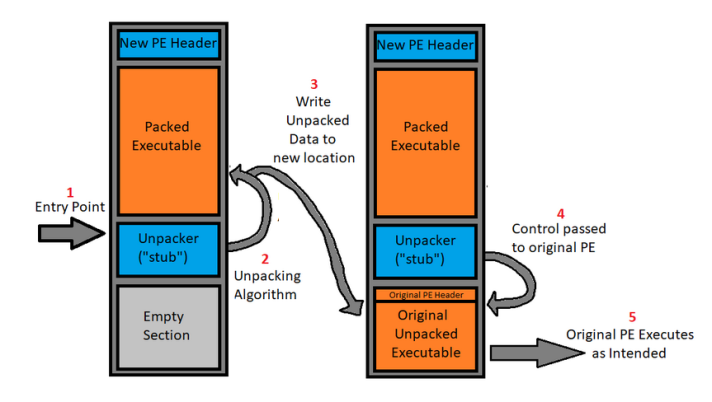 New PE Header
Packed
Executable
1
Entry Point
Unpacker
("stub")
2
Unpacking
Algorithm
Empty
Section
3
Write
Unpacked
Data to
new location
New PE Header
Packed
Executable
Unpacker
("stub")
4
Control passed
to original PE
Original PE Header
Original
Unpacked
Executable
5
Original PE Executes
as Intended